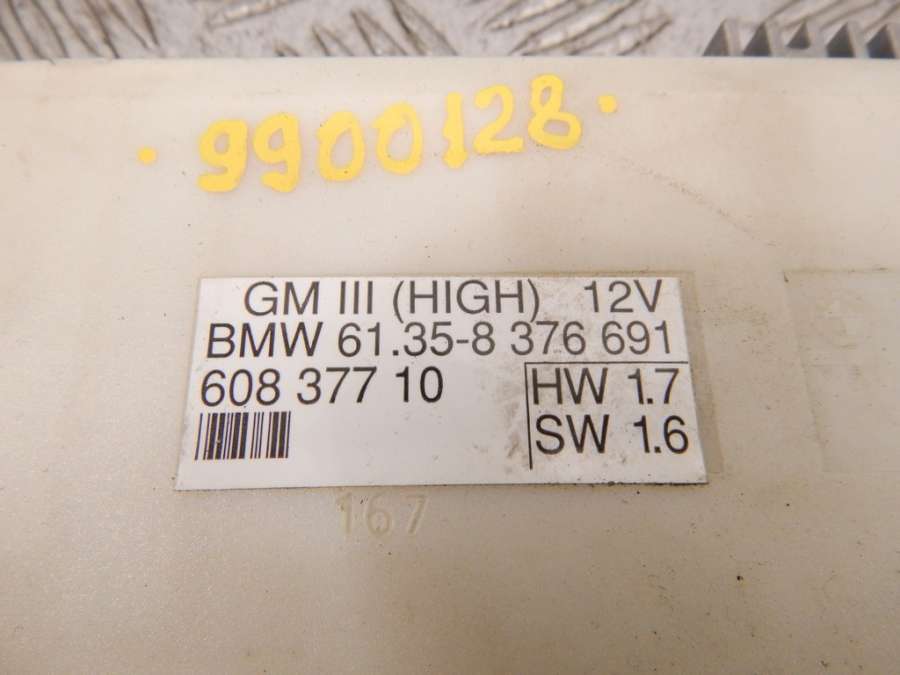 9900128
GM III (HIGH) 12V
BMW 61.35-8 376 691
608 377 10
HW 1.7
SW 1.6
167